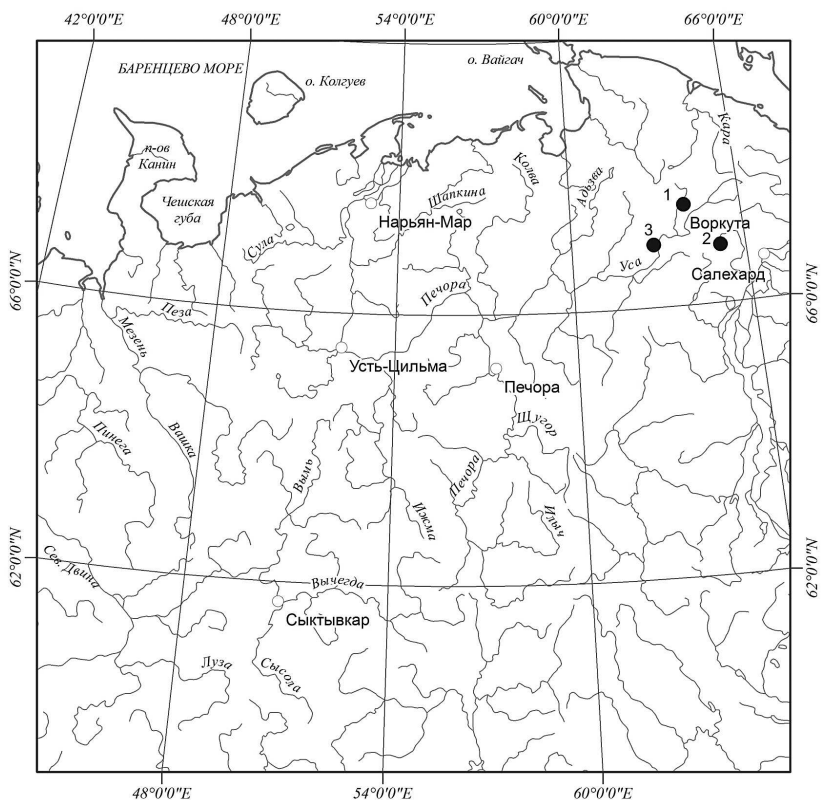 42°0'0"E 48°0'0"E 54°0'0"E 60°0'0"E 66°0'0"E
БАРЕНЦЕВО МОРЕ
о. Колгуев
о. Вайгач
п-ов
Канин
Чешская
губа
Кара
Колва
Адьзва
Шапкина
Нарьян-Мар
1
Воркута
2
3
Сула
Уса
Салехард
66°0'0"N
66°0'0"N
Печора
Пеза
Мезень
Усть-Цильма
Печора
Щугор
Пинега
Вашка
Вымь
Печора
Ижма
Илыч
62°0'0"N
62°0'0"N
Сев. Двина
Вычегда
Сыктывкар
Луза
Сысола
48°0'0"E 54°0'0"E 60°0'0"E